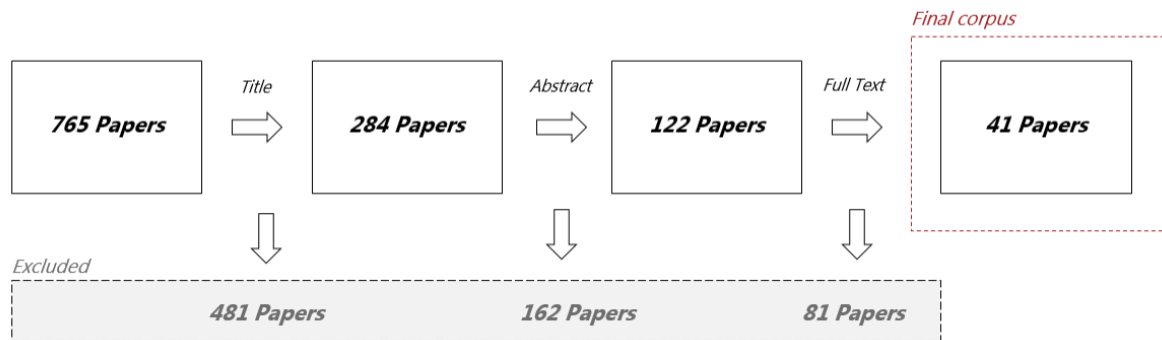 Final corpus
Title
Abstract
Full Text
765 Papers
284 Papers
122 Papers
41 Papers
Excluded
481 Papers
162 Papers
81 Papers